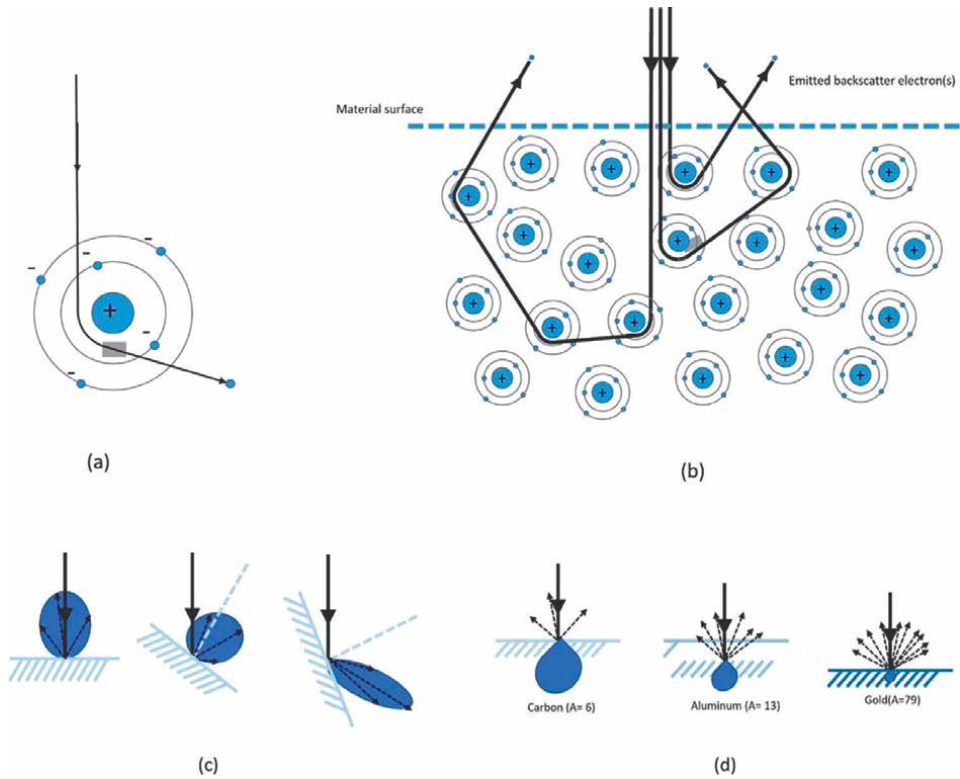 Material surface
Emitted backscatter electron(s)
- - - - - -
+
+ + + + + + + + + + + + + + + + + + + + +
(a)
(b)
Carbon (A= 6)
Aluminum (A= 13)
Gold(A=79)
(c)
(d)